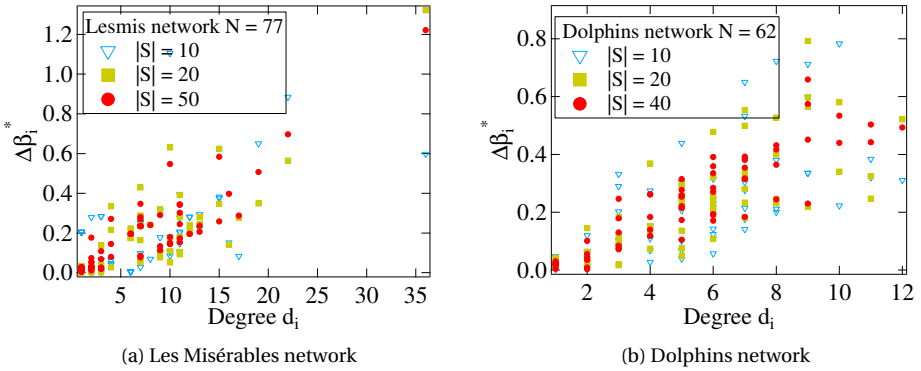 Lesmis network N = 77
|S| = 10
|S| = 20
|S| = 50
1.2
1.0
0.8
0.6
0.4
0.2
0.0
Δβi*
5 10 15 20 25 30 35
Degree di
(a) Les Misérables network
Dolphins network N = 62
|S| = 10
|S| = 20
|S| = 40
0.8
0.6
0.4
0.2
0.0
Δβi*
2 4 6 8 10 12
Degree di
(b) Dolphins network